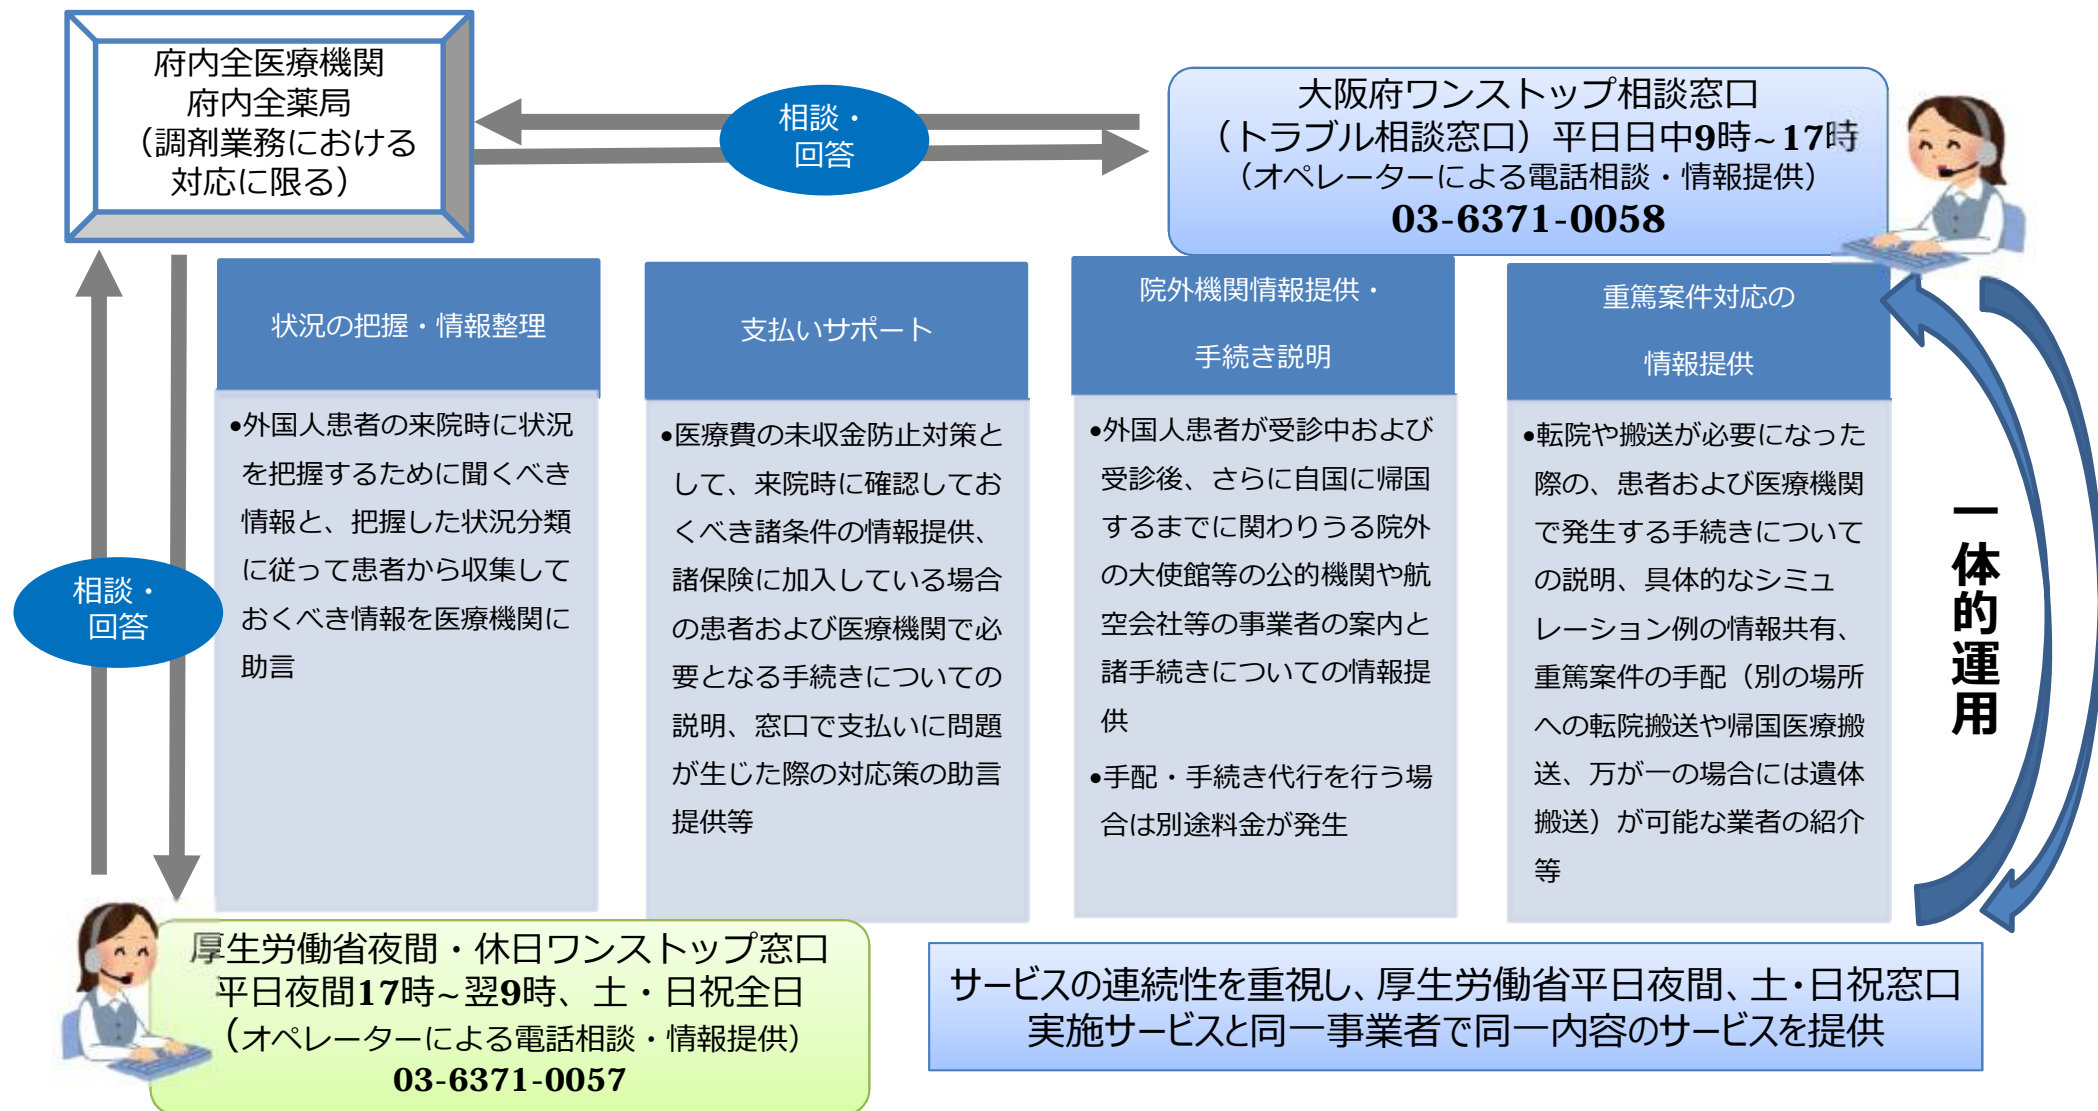 府内全医療機関
府内全薬局
（調剤業務における
対応に限る）
相談・
回答
大阪府ワンストップ相談窓口
（トラブル相談窓口）平日日中9時~17時
（オペレーターによる電話相談・情報提供）
03-6371-0058
状況の把握・情報整理
•外国人患者の来院時に状況
を把握するために聞くべき
情報と、把握した状況分類
に従って患者から収集して
おくべき情報を医療機関に
助言
支払いサポート
•医療費の未収金防止対策と
して、来院時に確認してお
くべき諸条件の情報提供、
諸保険に加入している場合
の患者および医療機関で必
要となる手続きについての
説明、窓口で支払いに問題
が生じた際の対応策の助言
提供等
院外機関情報提供・
手続き説明
•外国人患者が受診中および
受診後、さらに自国に帰国
するまでに関わりうる院外
の大使館等の公的機関や航
空会社等の事業者の案内と
諸手続きについての情報提
供
•手配・手続き代行を行う場
合は別途料金が発生
重篤案件対応の
情報提供
•転院や搬送が必要になった
際の、患者および医療機関
で発生する手続きについて
の説明、具体的なシミュ
レーション例の情報共有、
重篤案件の手配（別の場所
への転院搬送や帰国医療搬
送、万が一の場合には遺体
搬送）が可能な業者の紹介
等
一体的運用
相談・
回答
厚生労働省夜間・休日ワンストップ窓口
平日夜間17時~翌9時、土・日祝全日
（オペレーターによる電話相談・情報提供）
03-6371-0057
サービスの連続性を重視し、厚生労働省平日夜間、土・日祝窓口
実施サービスと同一事業者で同一内容のサービスを提供